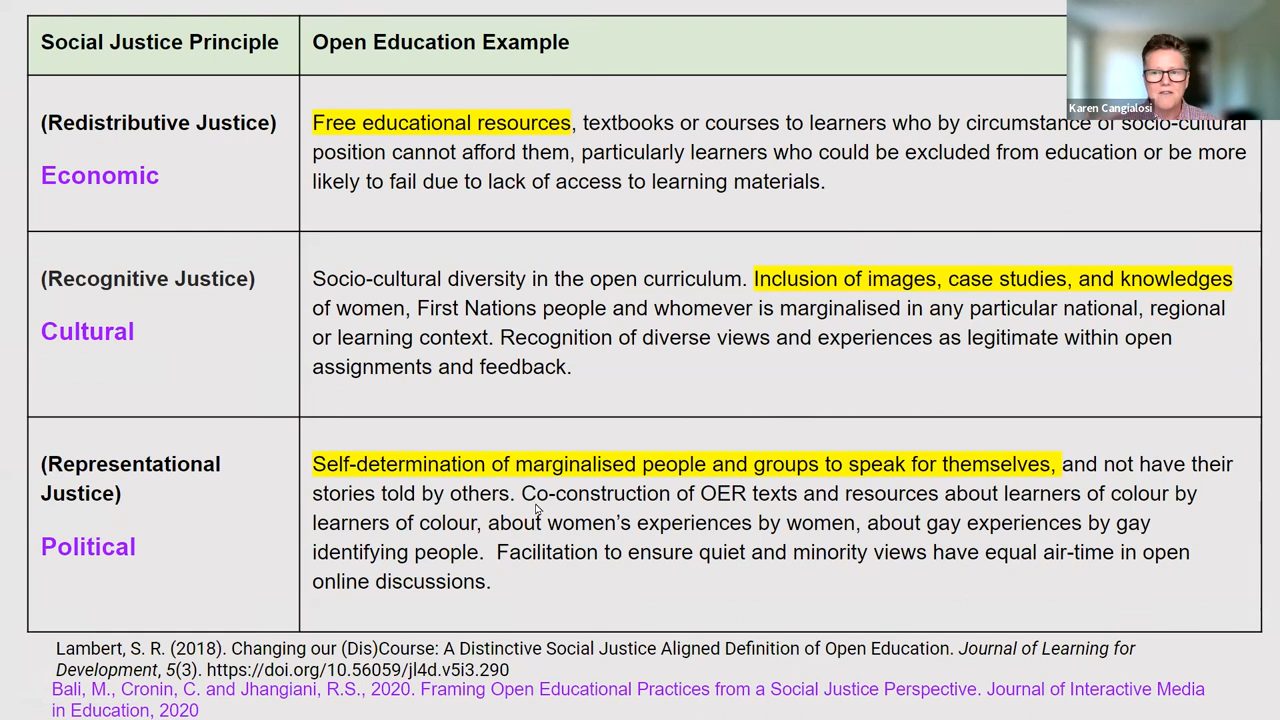 Social Justice Principle
Open Education Example
Karen Cangialosi
(Redistributive Justice)
Economic
Free educational resources, textbooks or courses to learners who by circumstance of socio-cultural
position cannot afford them, particularly learners who could be excluded from education or be more
likely to fail due to lack of access to learning materials.
(Recognitive Justice)
Cultural
Socio-cultural diversity in the open curriculum. Inclusion of images, case studies, and knowledges
of women, First Nations people and whomever is marginalised in any particular national, regional
or learning context. Recognition of diverse views and experiences as legitimate within open
assignments and feedback.
(Representational
Justice)
Political
Self-determination of marginalised people and groups to speak for themselves, and not have their
stories told by others. Co-construction of OER texts and resources about learners of colour by
learners of colour, about women's experiences by women, about gay experiences by gay
identifying people. Facilitation to ensure quiet and minority views have equal air-time in open
online discussions.
Lambert, S. R. (2018). Changing our (Dis)Course: A Distinctive Social Justice Aligned Definition of Open Education. Journal of Learning for
Development, 5(3). https://doi.org/10.56059/jl4d.v5i3.290
Bali, M., Cronin, C. and Jhangiani, R.S., 2020. Framing Open Educational Practices from a Social Justice Perspective. Journal of Interactive Media
in Education, 2020